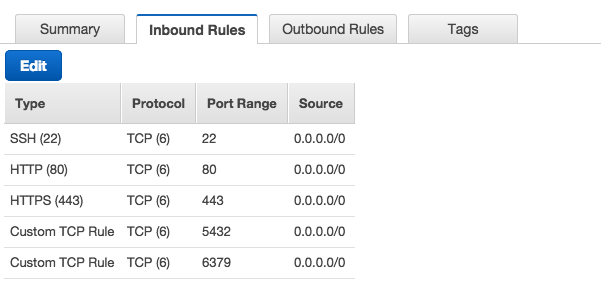 Summary Inbound Rules Outbound Rules Tags
Edit
Type Protocol Port Range Source
SSH (22) TCP (6) 22 0.0.0.0/0
HTTP (80) TCP (6) 80 0.0.0.0/0
HTTPS (443) TCP (6) 443 0.0.0.0/0
Custom TCP Rule TCP (6) 5432 0.0.0.0/0
Custom TCP Rule TCP (6) 6379 0.0.0.0/0